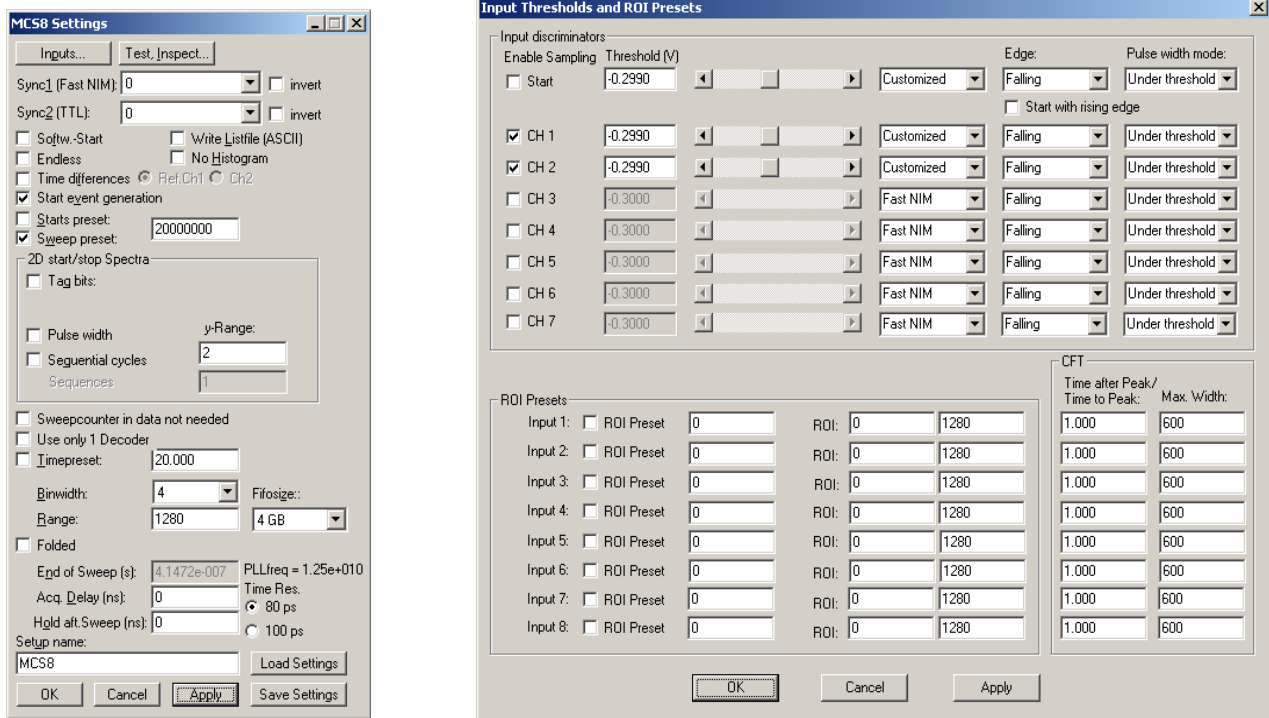 MCS8 Settings
Inputs... Test, Inspect...
Sync1 (Fast NIM): 0 invert
Sync2 (TTL): 0 invert
Softw.-Start Write Listfile (ASCII)
Endless No Histogram
Time differences Ref.Ch1 Ch2
Start event generation
Starts preset:
20000000
Sweep preset:
2D start/stop Spectra
Tag bits:
Pulse width y-Range:
Sequential cycles 2
Sequences 1
Sweepcounter in data not needed
Use only 1 Decoder
Timepreset: 20.000
Binwidth: 4 Fifosize::
Range: 1280 4 GB
Folded
End of Sweep (s): 4.1472e-007 PLLfreq = 1.25e+010
Time Res.
Acq. Delay (ns): 0 80 ps
Hold aft.Sweep (ns): 0 100 ps
Setup name:
MCS8 Load Settings
OK Cancel Apply Save Settings
Input Thresholds and ROI Presets
Input discriminators
Enable Sampling Threshold (V) Edge: Pulse width mode:
Start -0.2990 Customized Falling Under threshold
Start with rising edge
CH 1 -0.2990 Customized Falling Under threshold
CH 2 -0.2990 Customized Falling Under threshold
CH 3 -0.3000 Fast NIM Falling Under threshold
CH 4 -0.3000 Fast NIM Falling Under threshold
CH 5 -0.3000 Fast NIM Falling Under threshold
CH 6 -0.3000 Fast NIM Falling Under threshold
CH 7 -0.3000 Fast NIM Falling Under threshold
CFT
Time after Peak/
Time to Peak: Max. Width:
ROI Presets
Input 1: ROI Preset 0 ROI: 0 1280 1.000 600
Input 2: ROI Preset 0 ROI: 0 1280 1.000 600
Input 3: ROI Preset 0 ROI: 0 1280 1.000 600
Input 4: ROI Preset 0 ROI: 0 1280 1.000 600
Input 5: ROI Preset 0 ROI: 0 1280 1.000 600
Input 6: ROI Preset 0 ROI: 0 1280 1.000 600
Input 7: ROI Preset 0 ROI: 0 1280 1.000 600
Input 8: ROI Preset 0 ROI: 0 1280 1.000 600
OK Cancel Apply